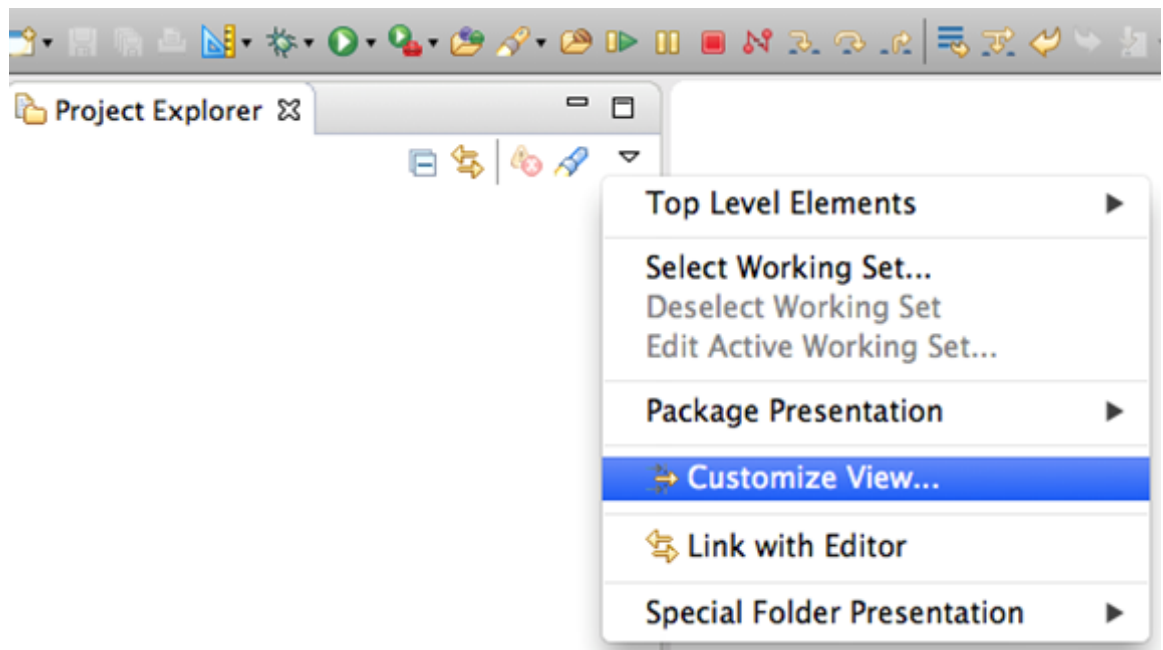 Project Explorer
Top Level Elements
Select Working Set...
Deselect Working Set
Edit Active Working Set...
Package Presentation
Customize View...
Link with Editor
Special Folder Presentation